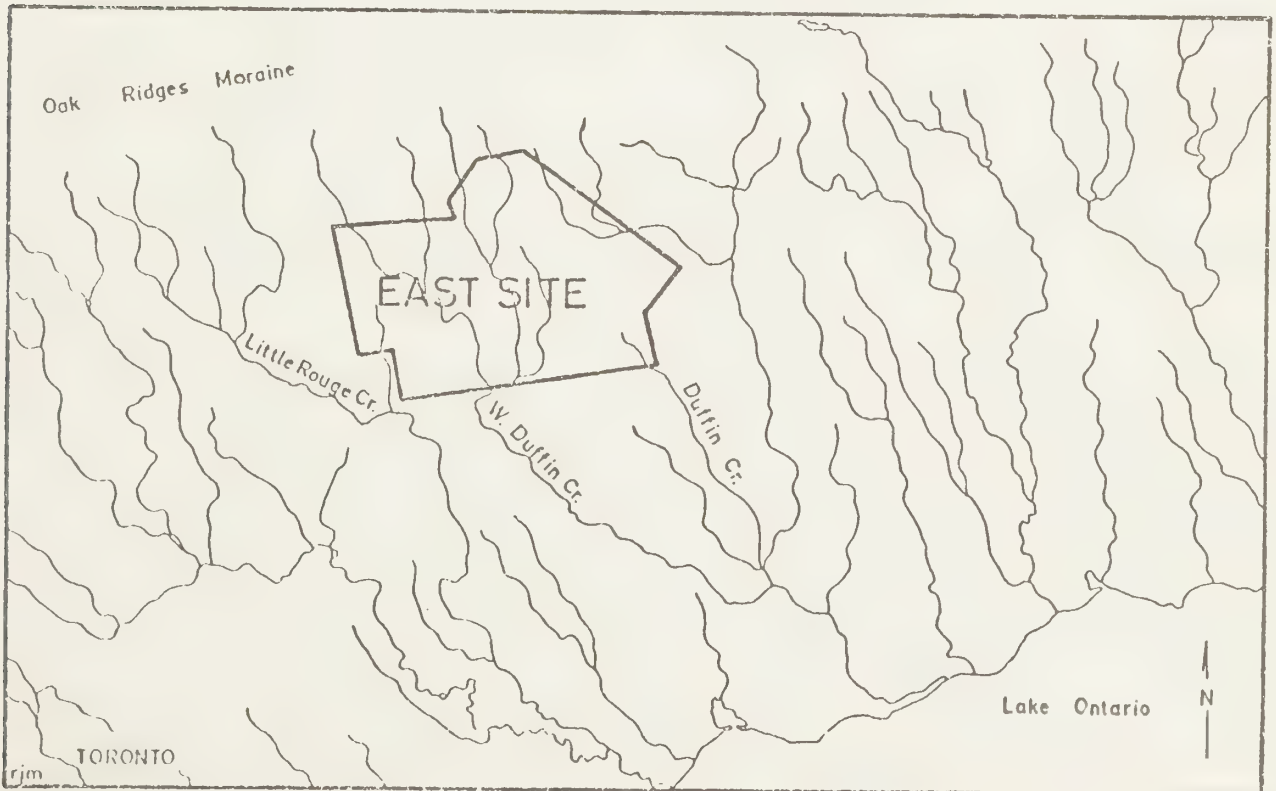 Oak Ridges Moraine
EAST SITE
Little Rouge Cr.
W. Duffin Cr.
Duffin Cr.
Lake Ontario
N
TORONTO
rjm